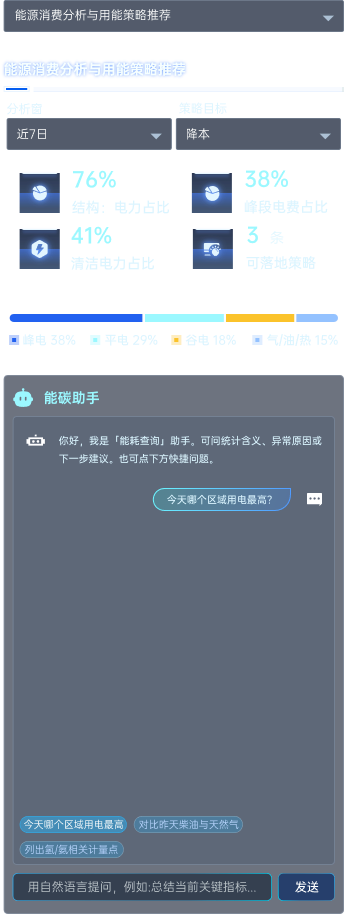 能源消费分析与用能策略推荐
能源消费分析与用能策略推荐
分析窗 策略目标
近7日 降本
76% 38%
结构：电力占比 峰段电费占比
41% 3 条
清洁电力占比 可落地策略
峰电 38% 平电 29% 谷电 18% 气/油/热 15%
能碳助手
你好，我是「能耗查询」助手。可问统计含义、异常原因或
下一步建议。也可点下方快捷问题。
今天哪个区域用电最高？
今天哪个区域用电最高 对比昨天柴油与天然气
列出氢/氨相关计量点
用自然语言提问，例如:总结当前关键指标... 发送